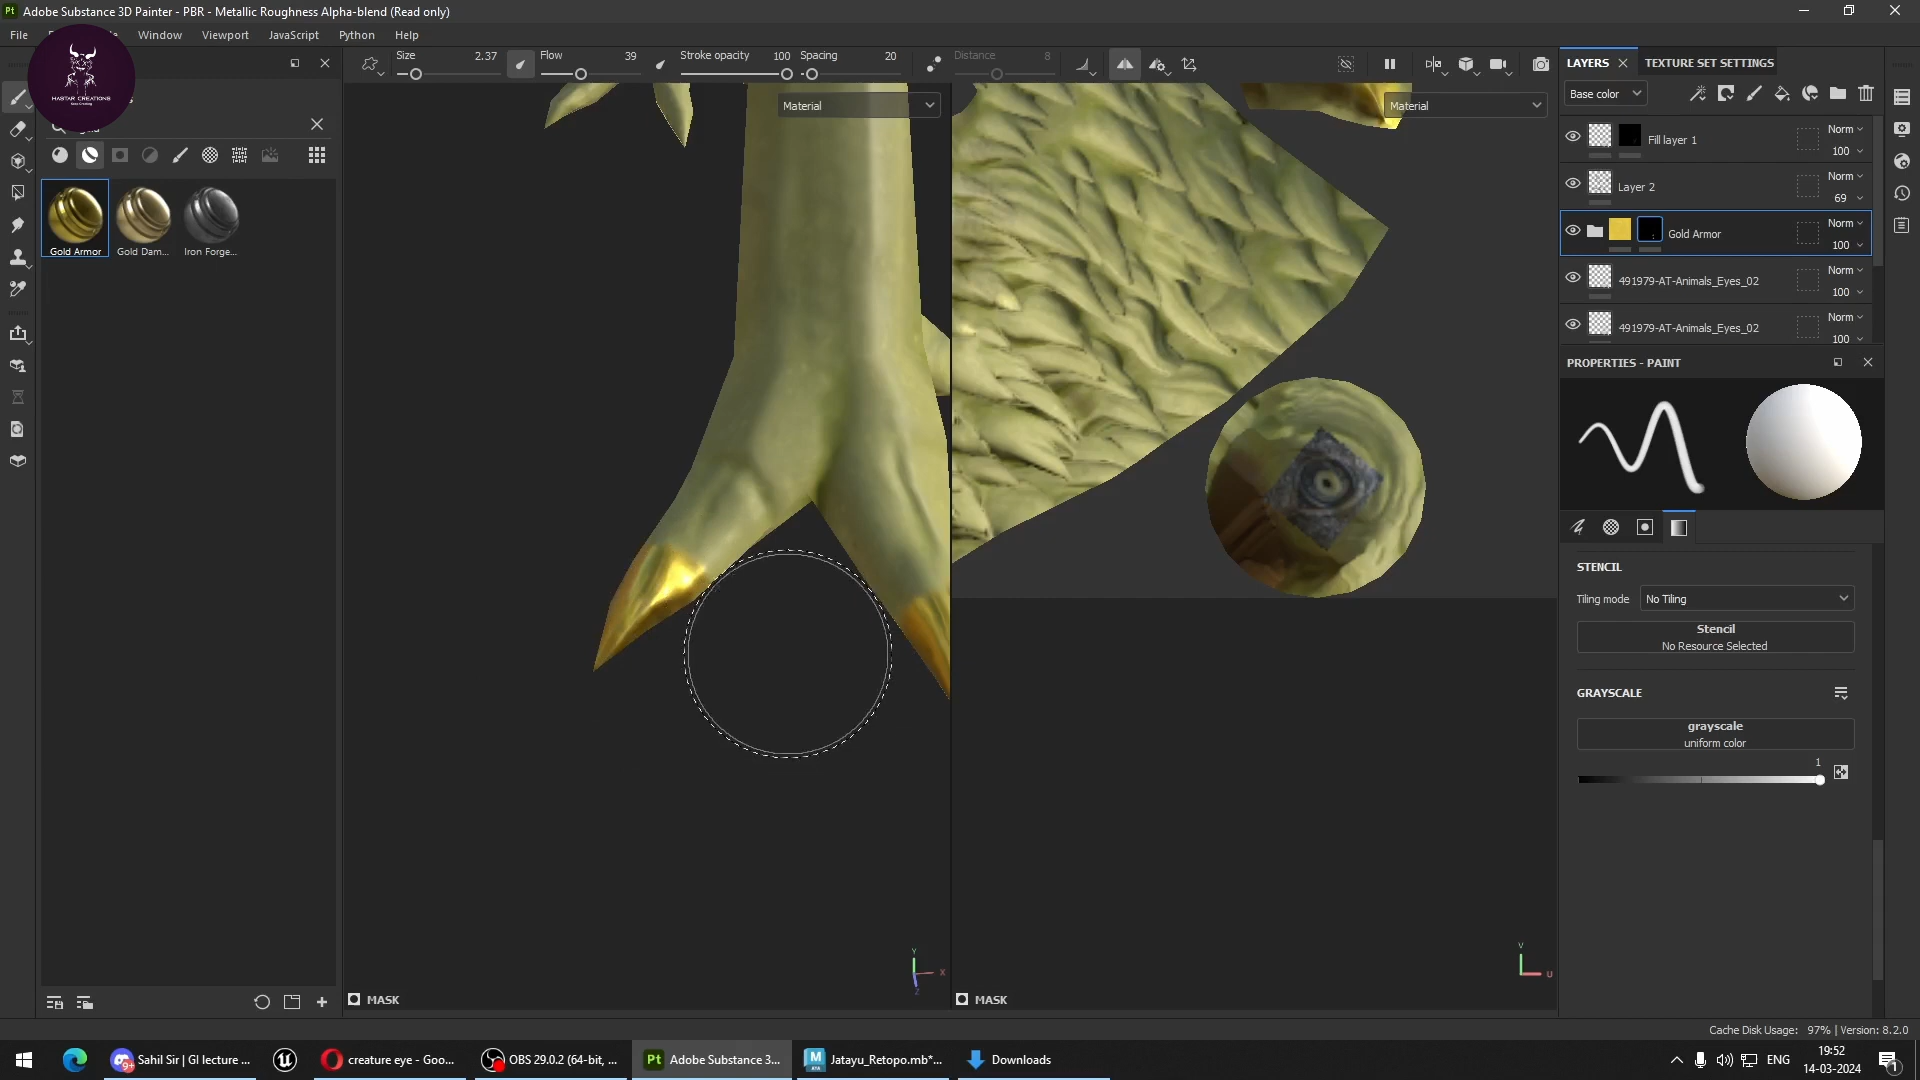 Adobe Substance 3D Painter - PBR - Metallic Roughness Alpha-blend (Read only)
File
Window
Viewport
JavaScript
Python
Help
HASTAR CREATIONS
Size
2.37
Flow
39
Stroke opacity
100
Spacing
20
Distance
8
Material
Material
Gold Armor
Gold Dam...
Iron Forge...
MASK
MASK
Y
X
Z
V
U
LAYERS
TEXTURE SET SETTINGS
Base color
Fill layer 1
Norm
100
Layer 2
Norm
69
Gold Armor
Norm
100
491979-AT-Animals_Eyes_02
Norm
100
491979-AT-Animals_Eyes_02
Norm
100
PROPERTIES - PAINT
STENCIL
Tiling mode
No Tiling
Stencil
No Resource Selected
GRAYSCALE
grayscale
uniform color
1
Cache Disk Usage: 97% | Version: 8.2.0
9+
Sahil Sir | GI lecture ...
creature eye - Goo...
OBS 29.0.2 (64-bit, ...
Pt
Adobe Substance 3...
Jatayu_Retopo.mb*...
Downloads
ENG
19:52
14-03-2024
1